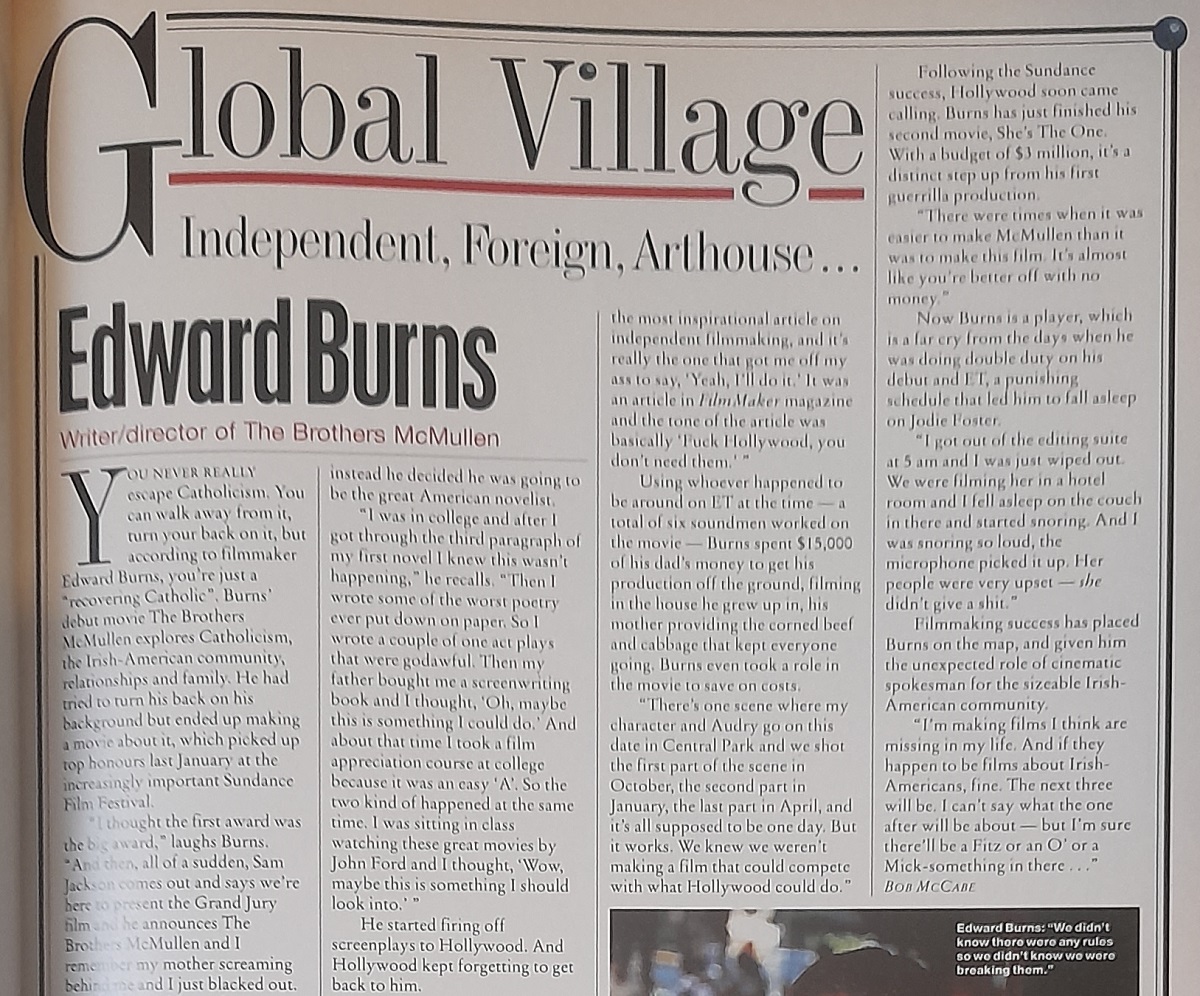 Global Village
Independent, Foreign, Arthouse...
Edward Burns
Writer/director of The Brothers McMullen
YOU NEVER REALLY
escape Catholicism. You
can walk away from it,
turn your back on it, but
according to filmmaker
Edward Burns, you're just a
"recovering Catholic". Burns'
debut movie The Brothers
McMullen explores Catholicism,
the Irish-American community,
relationships and family. He had
tried to turn his back on his
background but ended up making
a movie about it, which picked up
top honours last January at the
increasingly important Sundance
Film Festival.
"I thought the first award was
the big award," laughs Burns.
"And then, all of a sudden, Sam
Jackson comes out and says we're
here to present the Grand Jury
film and he announces The
Brothers McMullen and I
remember my mother screaming
behind me and I just blacked out.
instead he decided he was going to
be the great American novelist.
"I was in college and after I
got through the third paragraph of
my first novel I knew this wasn't
happening," he recalls. "Then I
wrote some of the worst poetry
ever put down on paper. So I
wrote a couple of one act plays
that were godawful. Then my
father bought me a screenwriting
book and I thought, 'Oh, maybe
this is something I could do.' And
about that time I took a film
appreciation course at college
because it was an easy 'A'. So the
two kind of happened at the same
time. I was sitting in class
watching these great movies by
John Ford and I thought, 'Wow,
maybe this is something I should
look into.' "
He started firing off
screenplays to Hollywood. And
Hollywood kept forgetting to get
back to him.
the most inspirational article on
independent filmmaking, and it's
really the one that got me off my
ass to say, 'Yeah, I'll do it.' It was
an article in FilmMaker magazine
and the tone of the article was
basically 'Fuck Hollywood, you
don't need them.' "
Using whoever happened to
be around on ET at the time — a
total of six soundmen worked on
the movie — Burns spent $15,000
of his dad's money to get his
production off the ground, filming
in the house he grew up in, his
mother providing the corned beef
and cabbage that kept everyone
going. Burns even took a role in
the movie to save on costs.
"There's one scene where my
character and Audry go on this
date in Central Park and we shot
the first part of the scene in
October, the second part in
January, the last part in April, and
it's all supposed to be one day. But
it works. We knew we weren't
making a film that could compete
with what Hollywood could do."
Following the Sundance
success, Hollywood soon came
calling. Burns has just finished his
second movie, She's The One.
With a budget of $3 million, it's a
distinct step up from his first
guerrilla production.
"There were times when it was
easier to make McMullen than it
was to make this film. It's almost
like you're better off with no
money."
Now Burns is a player, which
is a far cry from the days when he
was doing double duty on his
debut and ET, a punishing
schedule that led him to fall asleep
on Jodie Foster.
"I got out of the editing suite
at 5 am and I was just wiped out.
We were filming her in a hotel
room and I fell asleep on the couch
in there and started snoring. And I
was snoring so loud, the
microphone picked it up. Her
people were very upset — she
didn't give a shit."
Filmmaking success has placed
Burns on the map, and given him
the unexpected role of cinematic
spokesman for the sizeable Irish-
American community.
"I'm making films I think are
missing in my life. And if they
happen to be films about Irish-
Americans, fine. The next three
will be. I can't say what the one
after will be about — but I'm sure
there'll be a Fitz or an O' or a
Mick-something in there . . ."
BOB MCCABE
Edward Burns: "We didn't
know there were any rules
so we didn't know we were
breaking them."